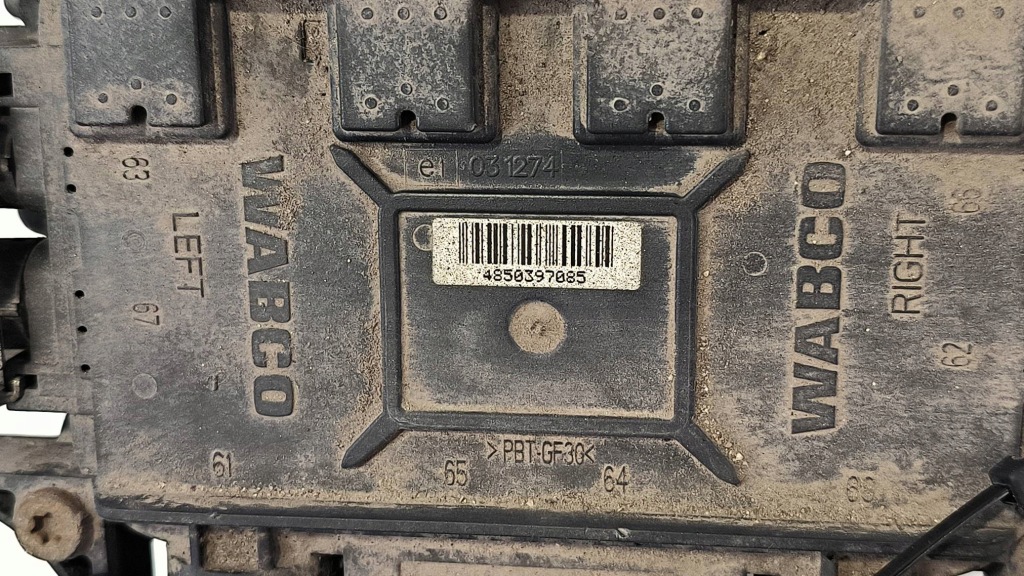 e1 031274
63
WABCO
LEFT
67
4850397085
WABCO
RIGHT
62
>PBT-GF30<
61
65
64